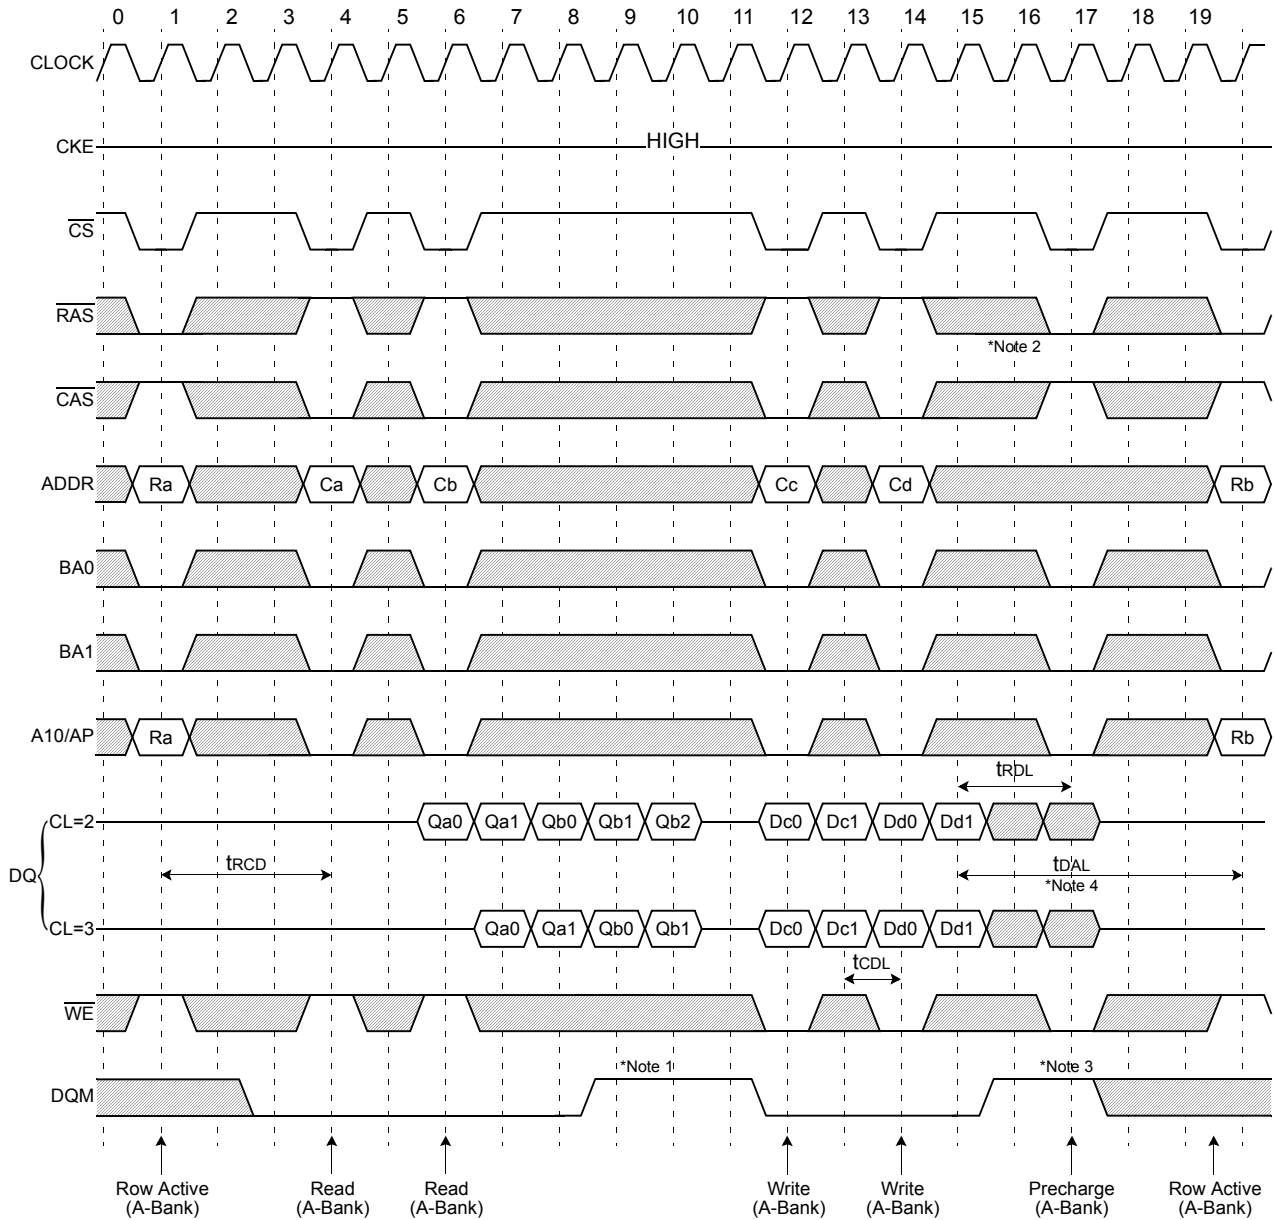 0 1 2 3 4 5 6 7 8 9 10 11 12 13 14 15 16 17 18 19
CLOCK
CKE HIGH
CS
RAS
*Note 2
CAS
ADDR Ra Ca Cb Cc Cd Rb
BA0
BA1
A10/AP Ra Rb
tRDL
CL=2 Qa0 Qa1 Qb0 Qb1 Qb2 Dc0 Dc1 Dd0 Dd1
DQ tRCD tDAL
*Note 4
CL=3 Qa0 Qa1 Qb0 Qb1 Dc0 Dc1 Dd0 Dd1
tCDL
WE
*Note 1 *Note 3
DQM
Row Active Read Read Write Write Precharge Row Active
(A-Bank) (A-Bank) (A-Bank) (A-Bank) (A-Bank) (A-Bank) (A-Bank)